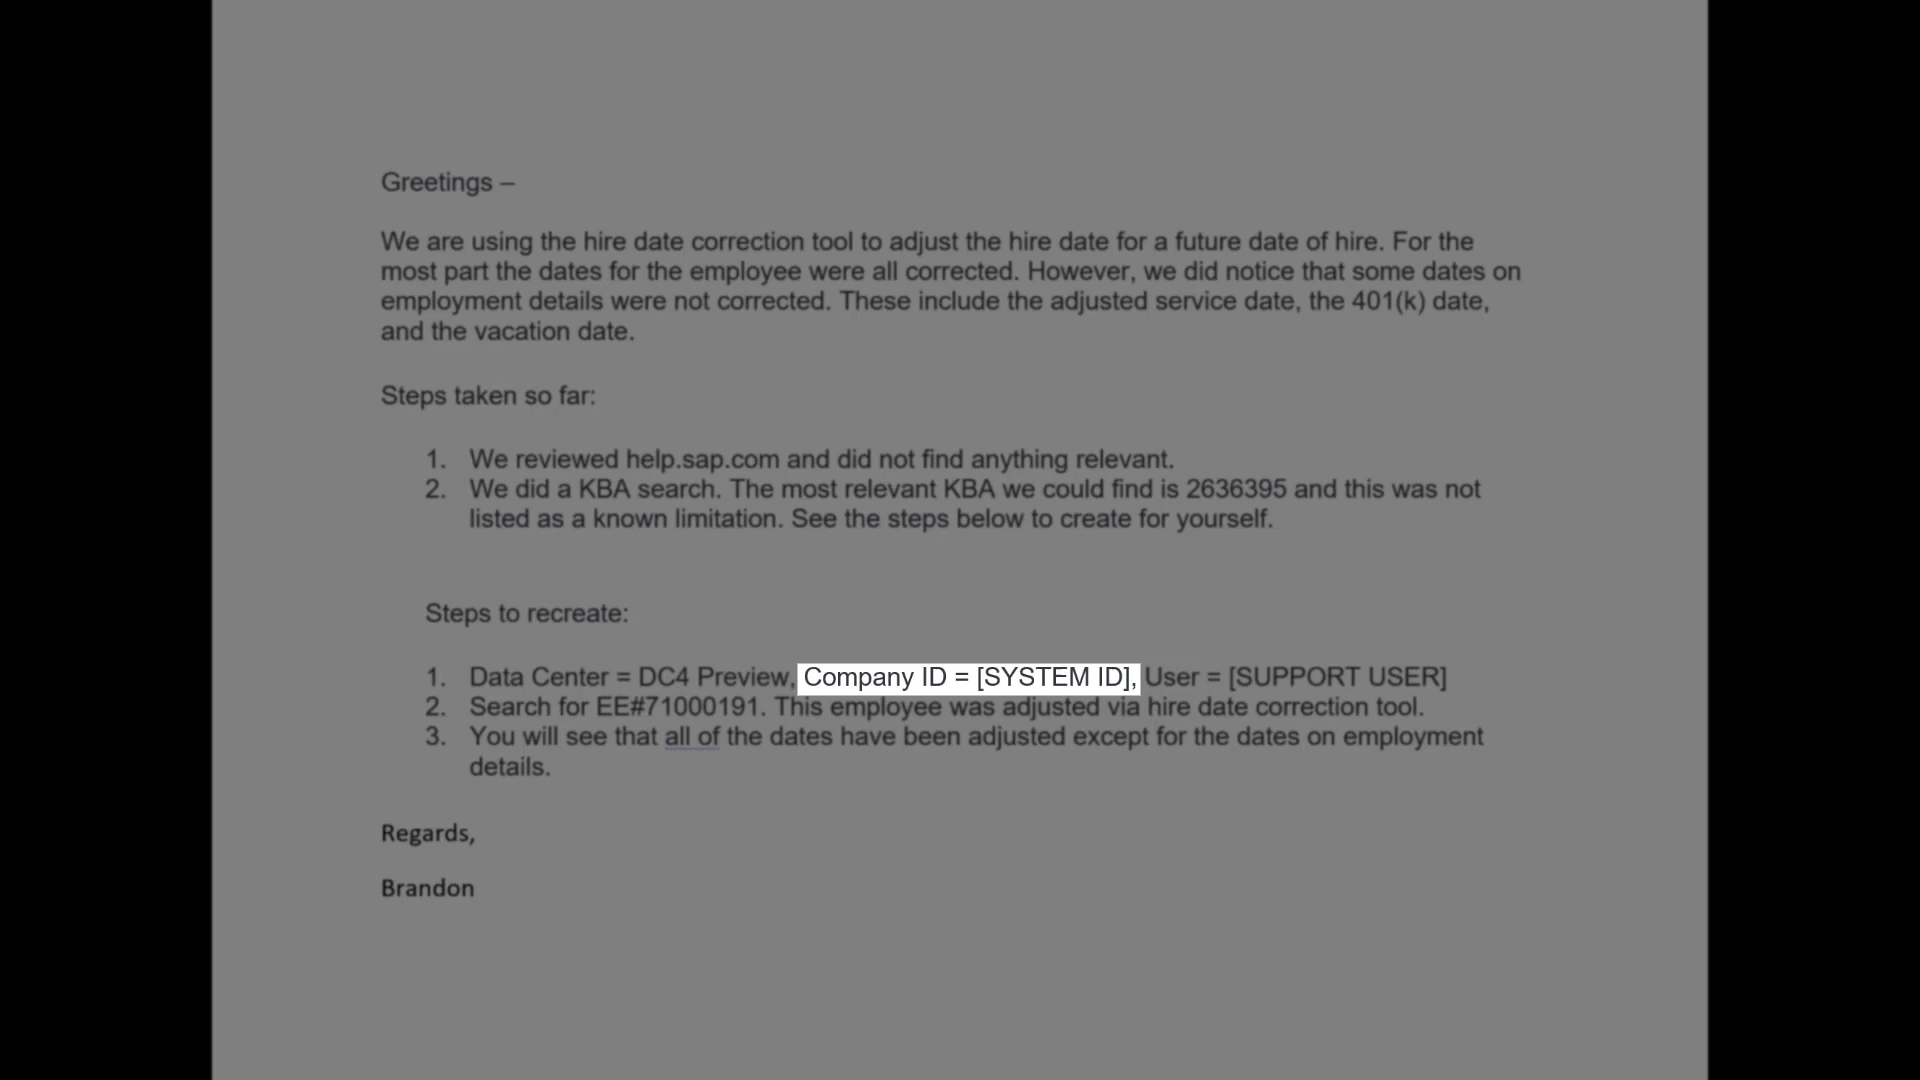 Greetings –
We are using the hire date correction tool to adjust the hire date for a future date of hire. For the
most part the dates for the employee were all corrected. However, we did notice that some dates on
employment details were not corrected. These include the adjusted service date, the 401(k) date,
and the vacation date.
Steps taken so far:
1. We reviewed help.sap.com and did not find anything relevant.
2. We did a KBA search. The most relevant KBA we could find is 2636395 and this was not
listed as a known limitation. See the steps below to create for yourself.
Steps to recreate:
1. Data Center = DC4 Preview, Company ID = [SYSTEM ID], User = [SUPPORT USER]
2. Search for EE#71000191. This employee was adjusted via hire date correction tool.
3. You will see that all of the dates have been adjusted except for the dates on employment
details.
Regards,
Brandon